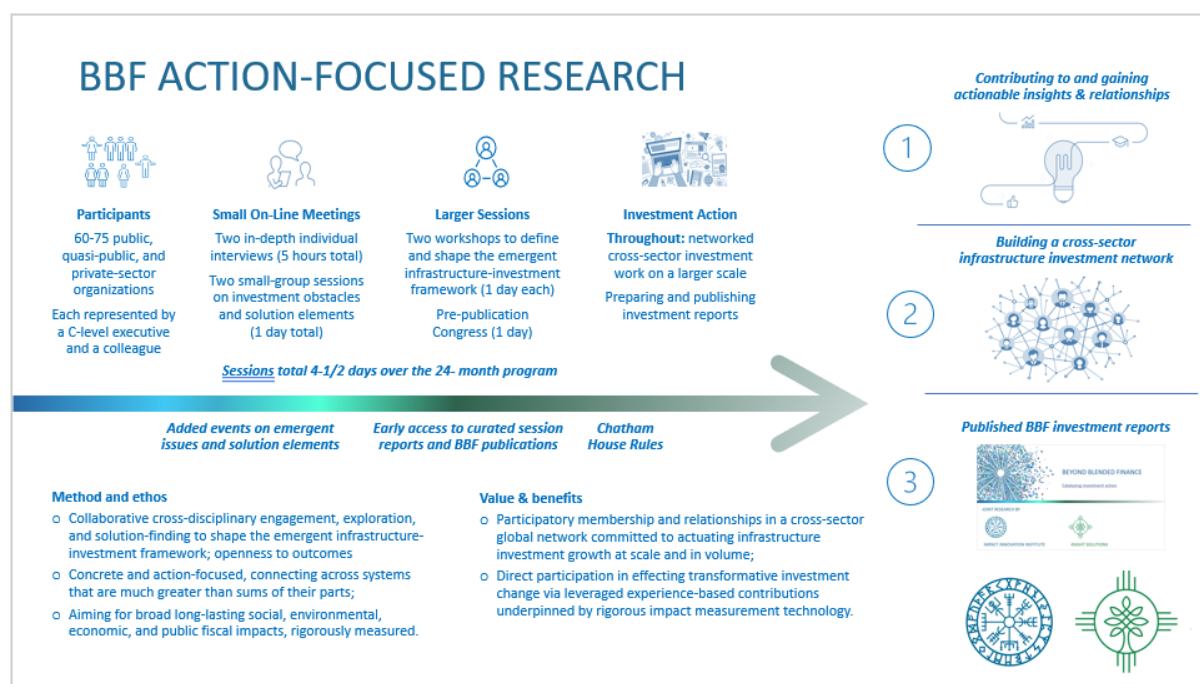 BBF ACTION-FOCUSED RESEARCH
Participants
60-75 public,
quasi-public, and
private-sector
organizations
Each represented by
a C-level executive
and a colleague
Small On-Line Meetings
Two in-depth individual
interviews (5 hours total)
Two small-group sessions
on investment obstacles
and solution elements
(1 day total)
Larger Sessions
Two workshops to define
and shape the emergent
infrastructure-investment
framework (1 day each)
Pre-publication
Congress (1 day)
Investment Action
Throughout: networked
cross-sector investment
work on a larger scale
Preparing and publishing
investment reports
Sessions total 4-1/2 days over the 24- month program
Added events on emergent
issues and solution elements
Early access to curated session
reports and BBF publications
Chatham
House Rules
Method and ethos
Collaborative cross-disciplinary engagement, exploration,
and solution-finding to shape the emergent infrastructure-
investment framework; openness to outcomes
Concrete and action-focused, connecting across systems
that are much greater than sums of their parts;
Aiming for broad long-lasting social, environmental,
economic, and public fiscal impacts, rigorously measured.
Value & benefits
Participatory membership and relationships in a cross-sector
global network committed to actuating infrastructure
investment growth at scale and in volume;
Direct participation in effecting transformative investment
change via leveraged experience-based contributions
underpinned by rigorous impact measurement technology.
Contributing to and gaining
actionable insights & relationships
1
Building a cross-sector
infrastructure investment network
2
Published BBF investment reports
3
BEYOND BLENDED FINANCE
Catalyzing investment action
JOINT RESEARCH BY
IMPACT INNOVATION INSTITUTE